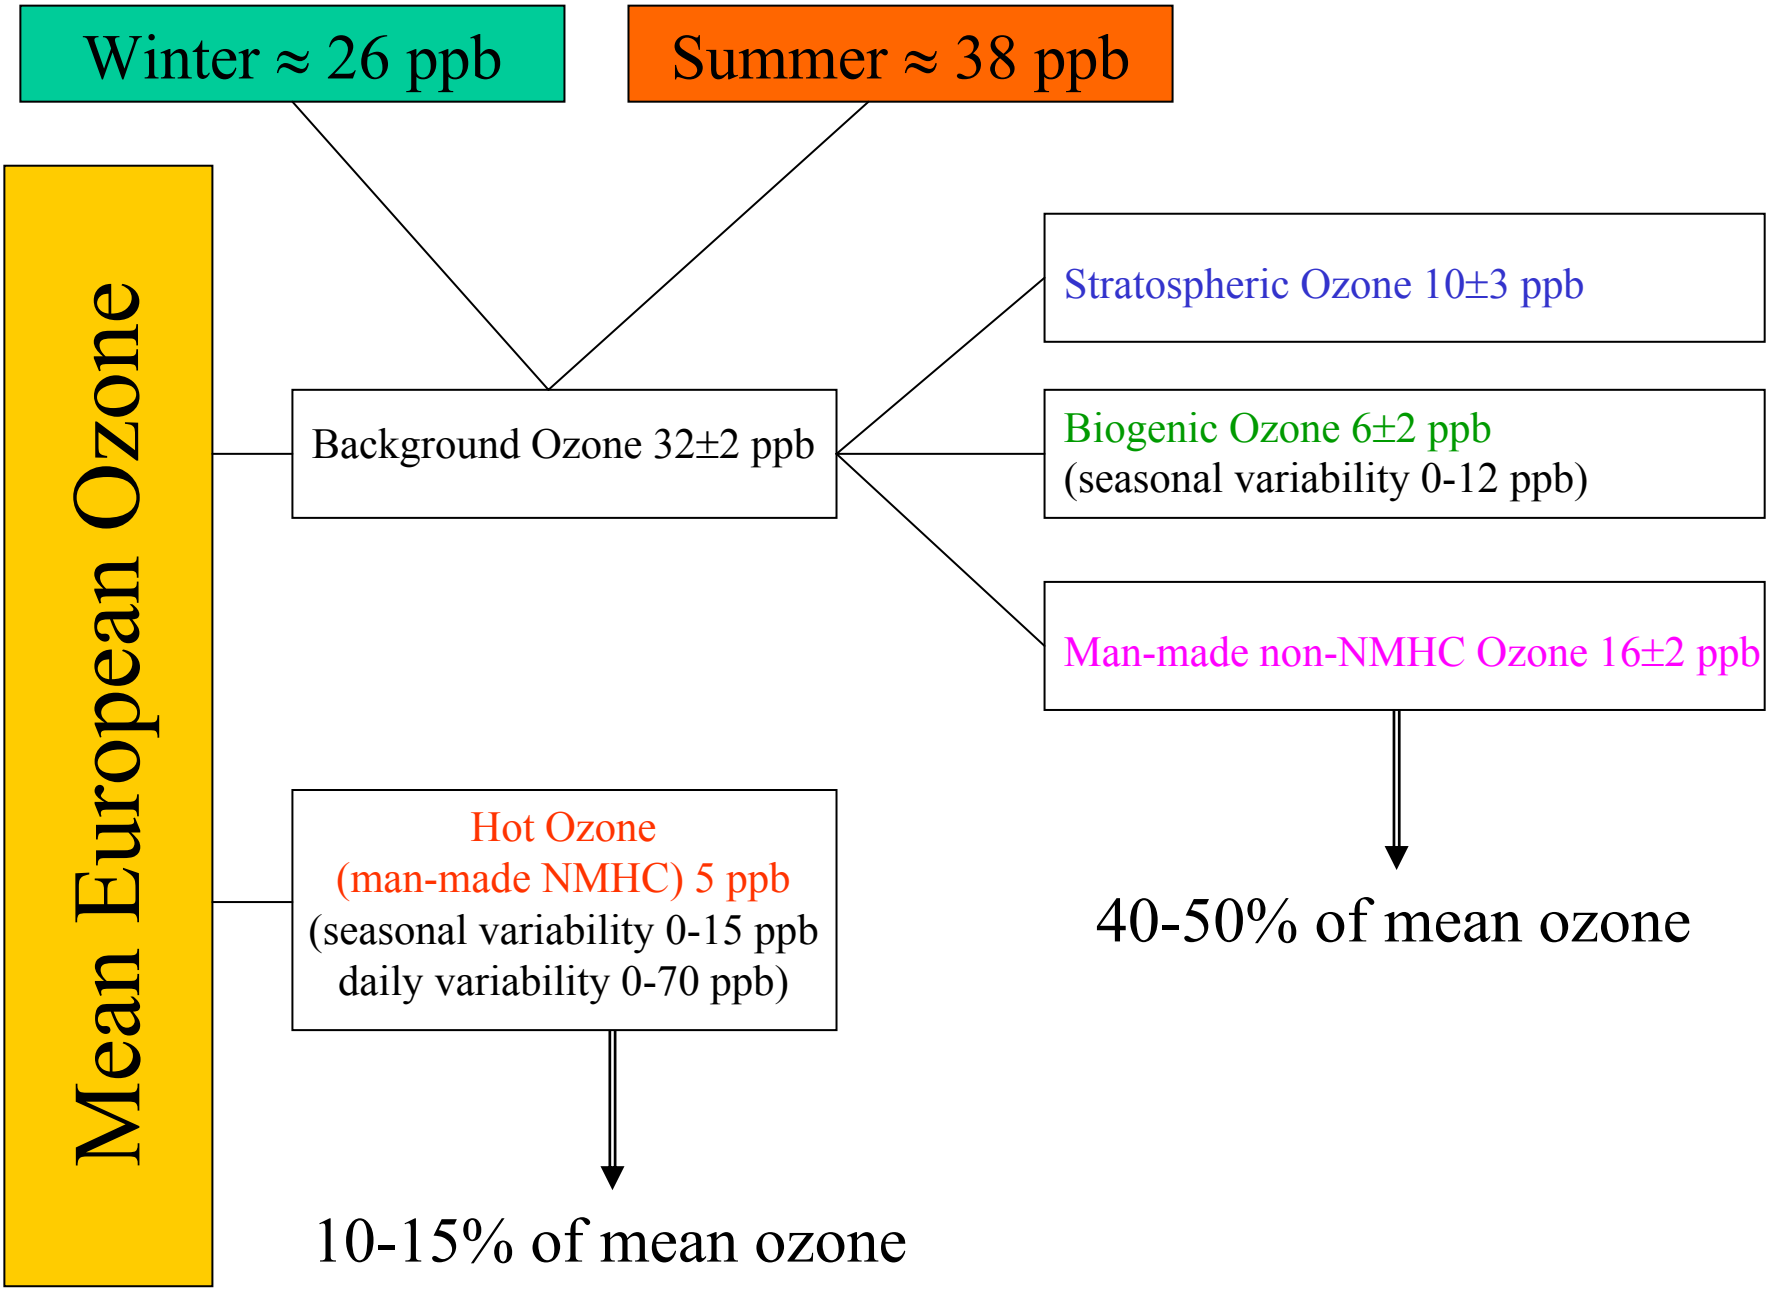 Winter ≈ 26 ppb
Summer ≈ 38 ppb
Mean European Ozone
Background Ozone 32±2 ppb
Stratospheric Ozone 10±3 ppb
Biogenic Ozone 6±2 ppb
(seasonal variability 0-12 ppb)
Man-made non-NMHC Ozone 16±2 ppb
40-50% of mean ozone
Hot Ozone
(man-made NMHC) 5 ppb
(seasonal variability 0-15 ppb
daily variability 0-70 ppb)
10-15% of mean ozone